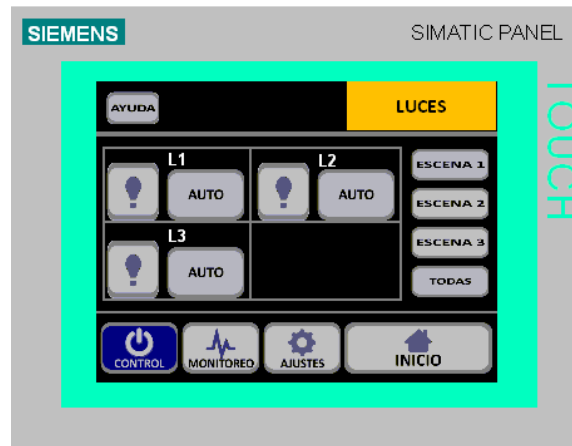 SIEMENS
SIMATIC PANEL
TOUCH
AYUDA
LUCES
L1
AUTO
L2
AUTO
L3
AUTO
ESCENA 1
ESCENA 2
ESCENA 3
TODAS
CONTROL
MONITOREO
AJUSTES
INICIO